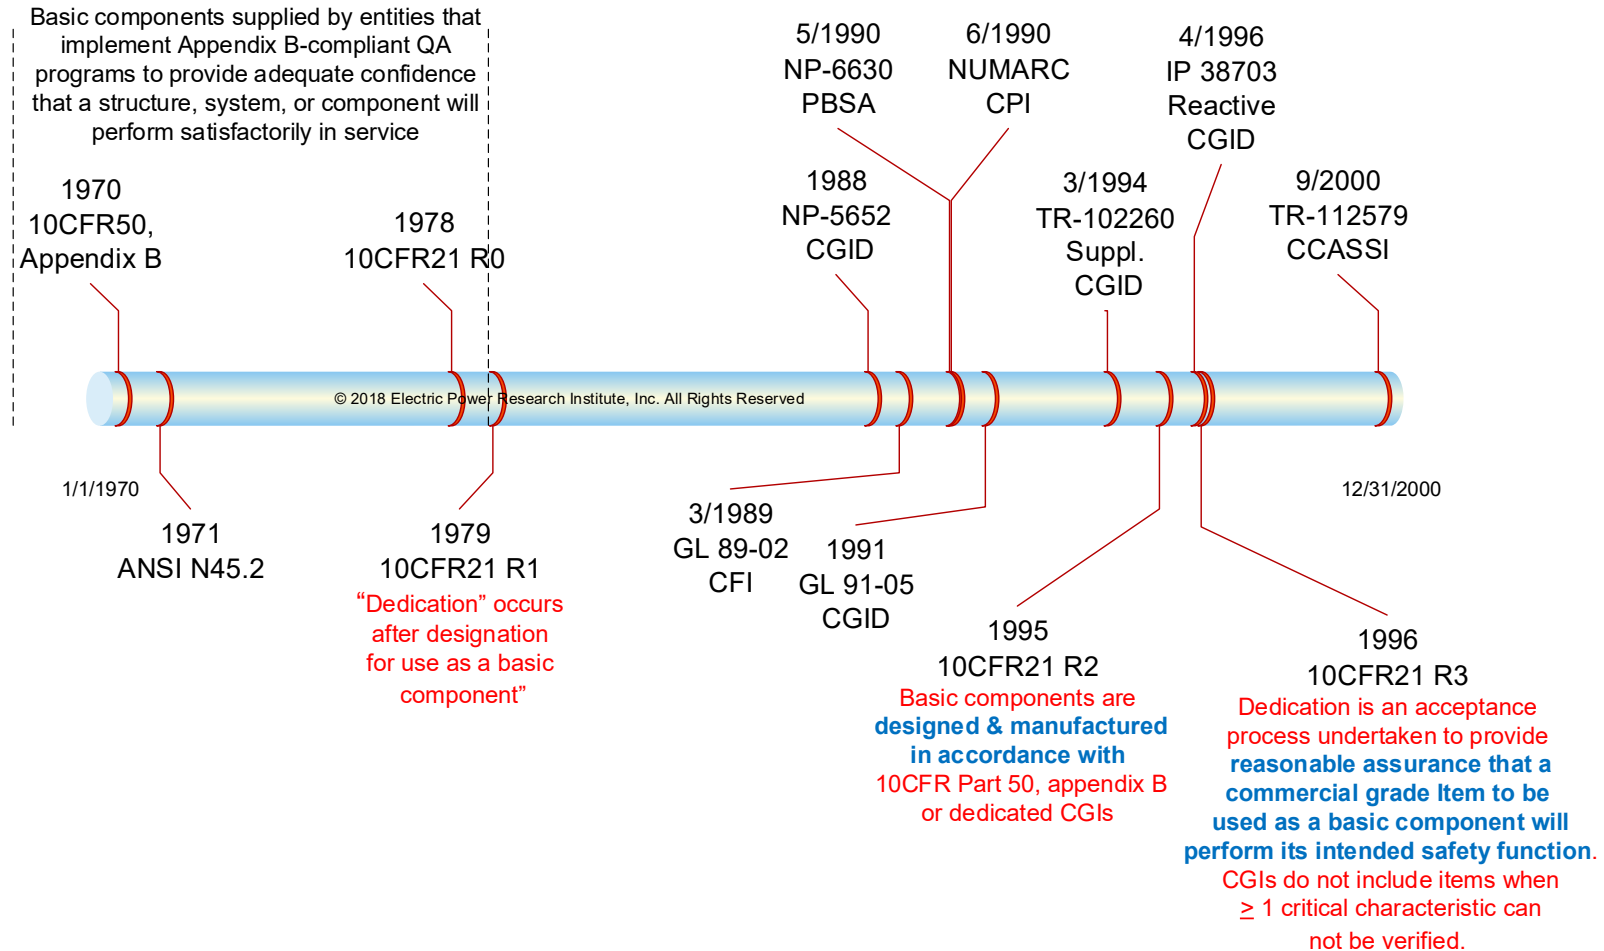 Basic components supplied by entities that
implement Appendix B-compliant QA
programs to provide adequate confidence
that a structure, system, or component will
perform satisfactorily in service
1970
10CFR50,
Appendix B
1978
10CFR21 R0
1988
NP-5652
CGID
5/1990
NP-6630
PBSA
6/1990
NUMARC
CPI
3/1994
TR-102260
Suppl.
CGID
4/1996
IP 38703
Reactive
CGID
9/2000
TR-112579
CCASSI
© 2018 Electric Power Research Institute, Inc. All Rights Reserved
1/1/1970
12/31/2000
1971
ANSI N45.2
1979
10CFR21 R1
“Dedication” occurs
after designation
for use as a basic
component”
3/1989
GL 89-02
CFI
1991
GL 91-05
CGID
1995
10CFR21 R2
Basic components are
designed & manufactured
in accordance with
10CFR Part 50, appendix B
or dedicated CGIs
1996
10CFR21 R3
Dedication is an acceptance
process undertaken to provide
reasonable assurance that a
commercial grade Item to be
used as a basic component will
perform its intended safety function.
CGIs do not include items when
≥ 1 critical characteristic can
not be verified.